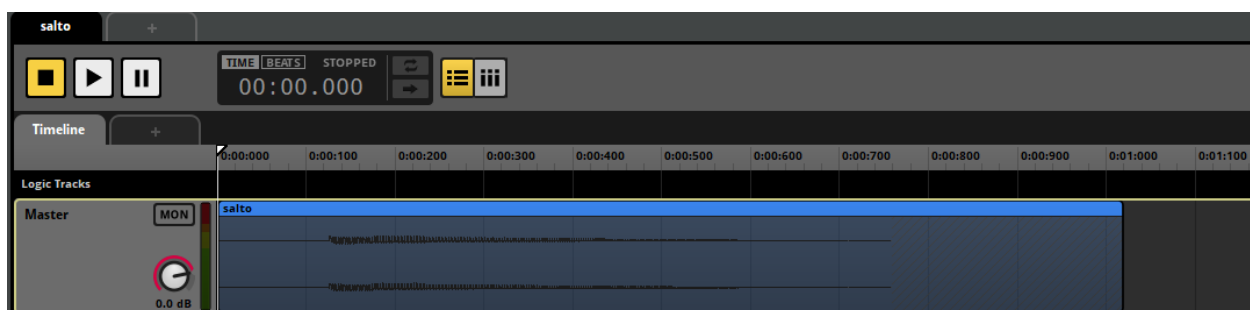 salto +
TIME BEATS STOPPED
00:00.000
Timeline +
0:00:000 0:00:100 0:00:200 0:00:300 0:00:400 0:00:500 0:00:600 0:00:700 0:00:800 0:00:900 0:01:000 0:01:100
Logic Tracks
Master MON salto
0.0 dB